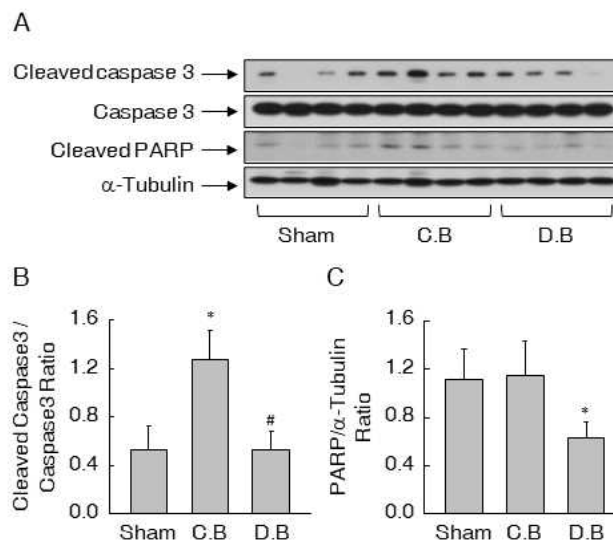 A
Cleaved caspase 3
Caspase 3
Cleaved PARP
α-Tubulin
Sham C.B D.B
B
Cleaved Caspase3 /
Caspase3 Ratio
1.6
1.2
0.8
0.4
0.0
*
#
Sham C.B D.B
C
PARP/α-Tubulin
Ratio
1.6
1.2
0.8
0.4
0.0
*
Sham C.B D.B